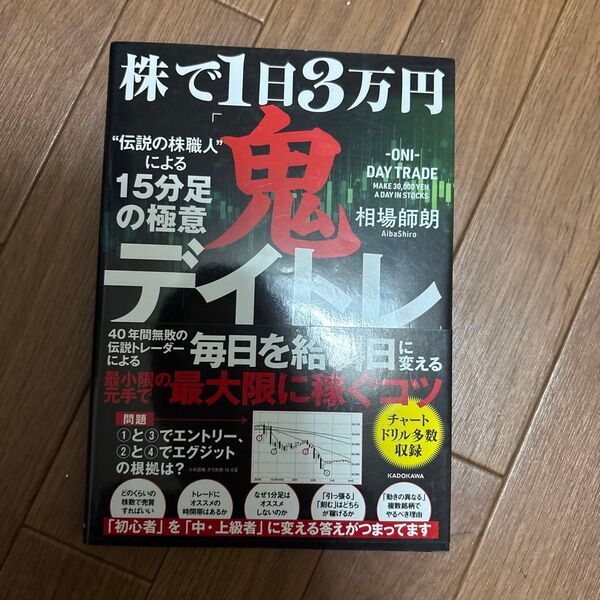 株で1日3万円
“伝説の株職人”
による
15分足
の極意
「鬼
デイトレ」
-ONI-
DAY TRADE
MAKE 30,000 YEN
A DAY IN STOCKS
相場師朗
AibaShiro
40年間無敗の
伝説トレーダー
による
毎日を給料日に
変える
最小限の
元手で
最大限に稼ぐコツ
問題
①と③でエントリー、
②と④でエグジット
の根拠は?
チャート
ドリル多数
収録
KADOKAWA
どのくらいの
株数で売買
すればいい
トレードに
オススメの
時間帯はあるか
なぜ1分足は
オススメ
しないのか
「引っ張る」
「刻む」はどちら
が稼げるか
「動きの異なる」
複数銘柄で
やるべき理由
「初心者」を「中・上級者」に変える答えがつまってます